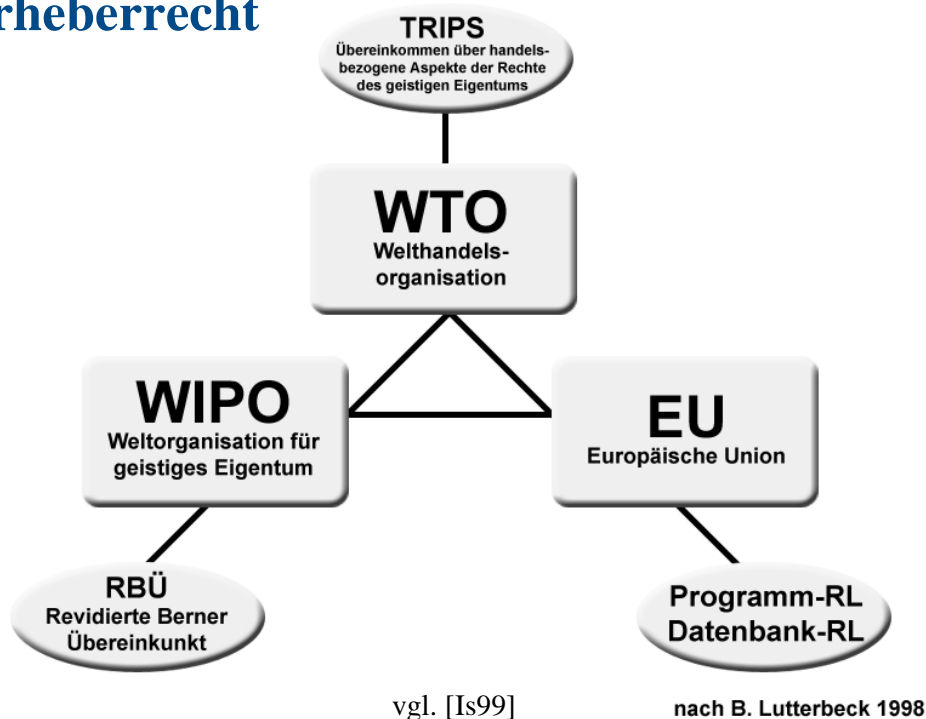 rheberrecht
TRIPS
Übereinkommen über handels-
bezogene Aspekte der Rechte
des geistigen Eigentums
WTO
Welthandels-
organisation
WIPO
Weltorganisation für
geistiges Eigentum
EU
Europäische Union
RBÜ
Revidierte Berner
Übereinkunkt
Programm-RL
Datenbank-RL
vgl. [Is99]
nach B. Lutterbeck 1998